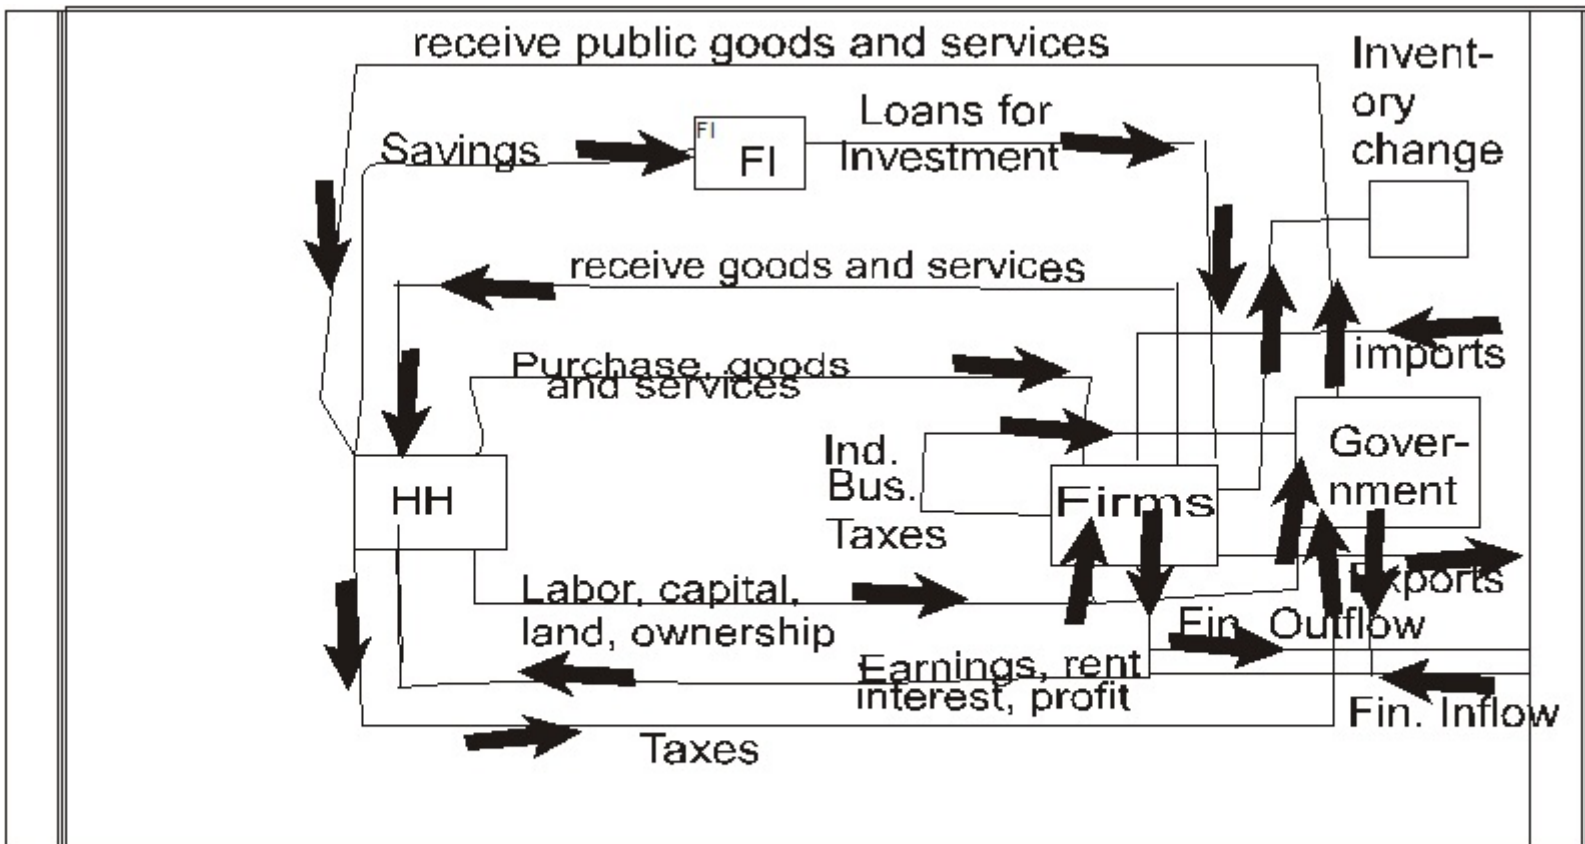 receive public goods and services
Invent-
ory
change
Loans for
Investment
Savings
FI
FI
receive goods and services
imports
Purchase, goods
and services
Ind.
Bus.
Taxes
Gover-
nment
HH
Firms
Exports
Labor, capital,
land, ownership
Fin. Outflow
Earnings, rent
interest, profit
Fin. Inflow
Taxes